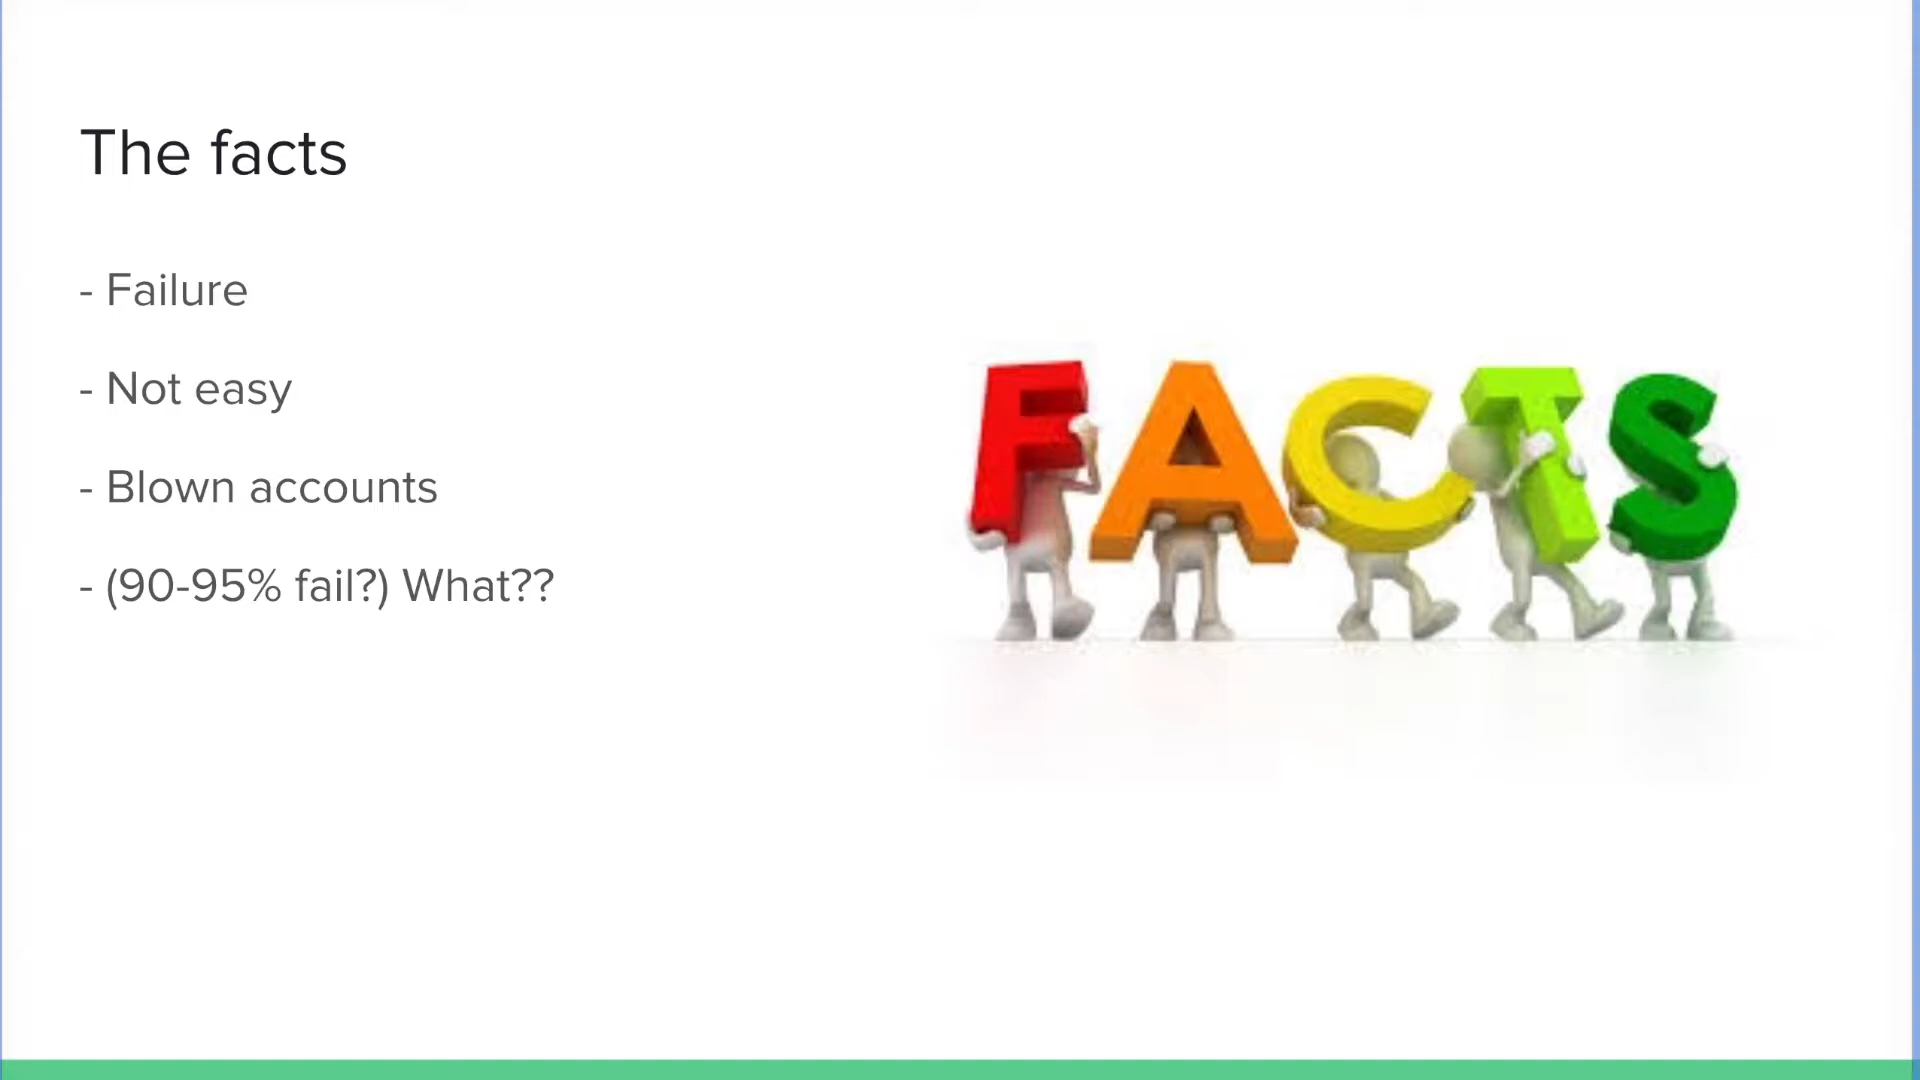 The facts
- Failure
- Not easy
- Blown accounts
- (90-95% fail?) What??
FACTS